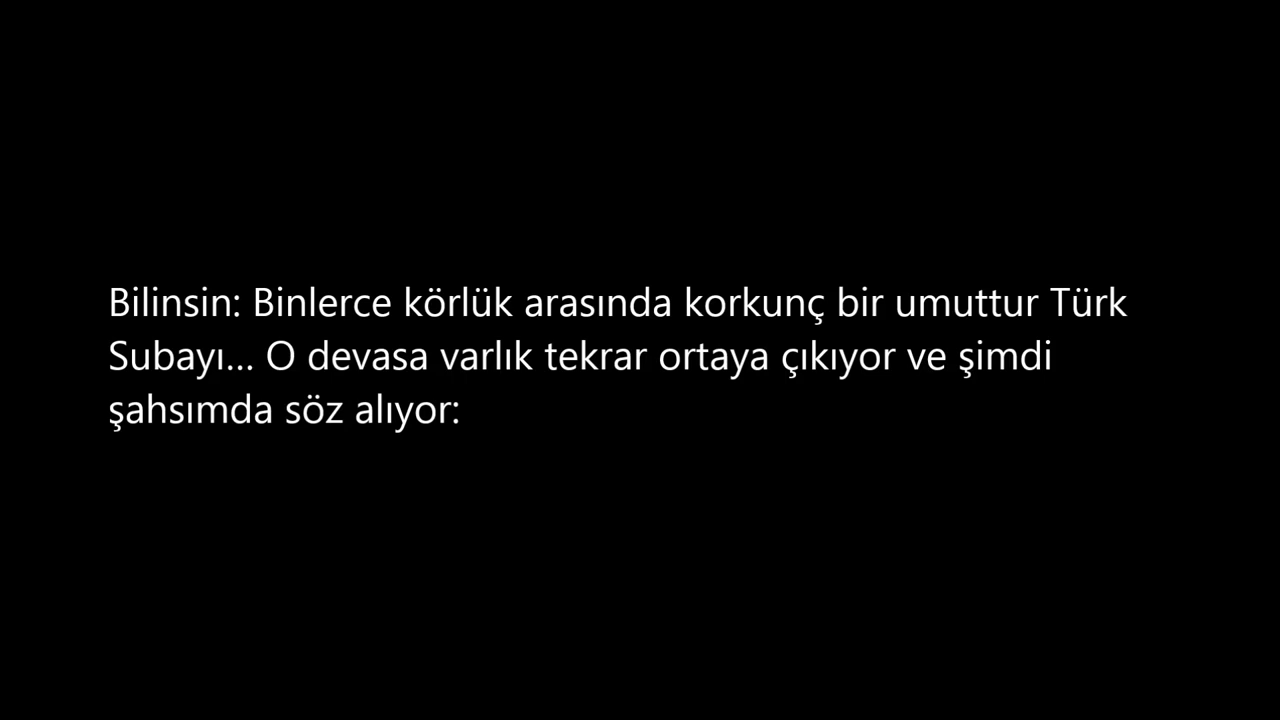 Bilinsin: Binlerce körlük arasında korkunç bir umuttur Türk
Subayı... O devasa varlık tekrar ortaya çıkıyor ve şimdi
şahsımda söz alıyor: